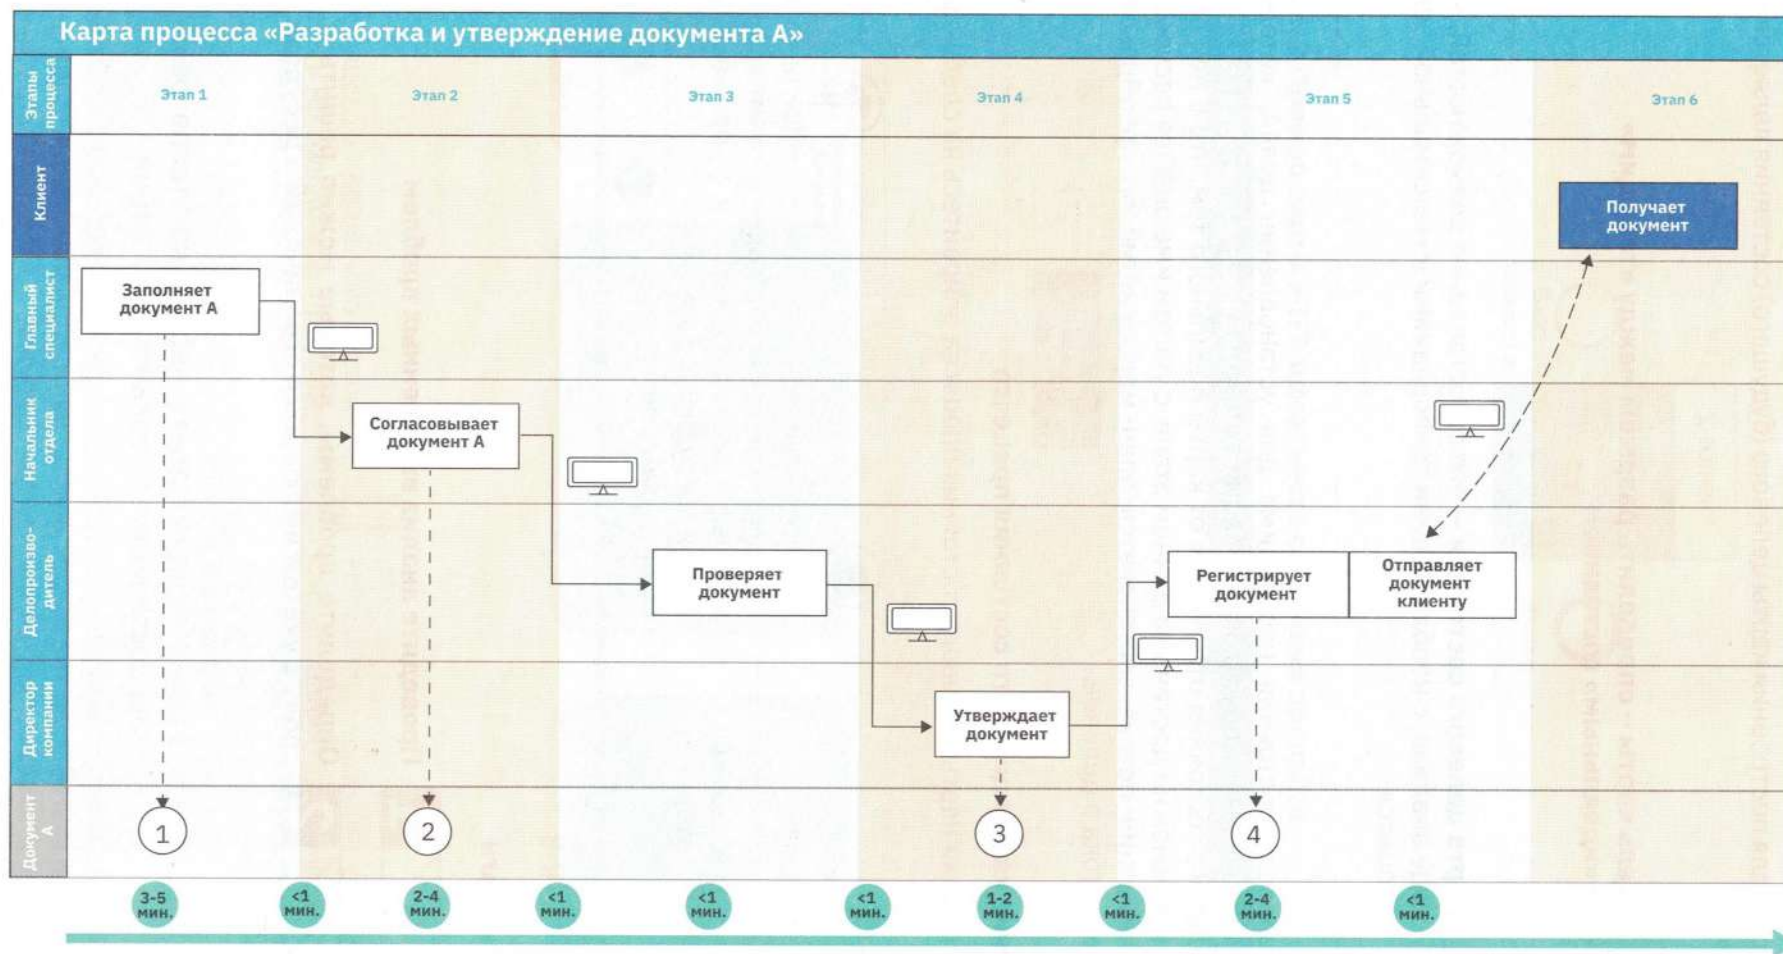 Карта процесса «Разработка и утверждение документа А»
Этапы
процесса
Этап 1
Этап 2
Этап 3
Этап 4
Этап 5
Этап 6
Клиент
Получает
документ
Главный
специалист
Заполняет
документ А
Начальник
отдела
Согласовывает
документ А
Делопроизво-
дитель
Проверяет
документ
Регистрирует
документ
Отправляет
документ
клиенту
Директор
компании
Утверждает
документ
Документ
А
1
2
3
4
3-5
мин.
<1
мин.
2-4
мин.
<1
мин.
<1
мин.
<1
мин.
1-2
мин.
<1
мин.
2-4
мин.
<1
мин.